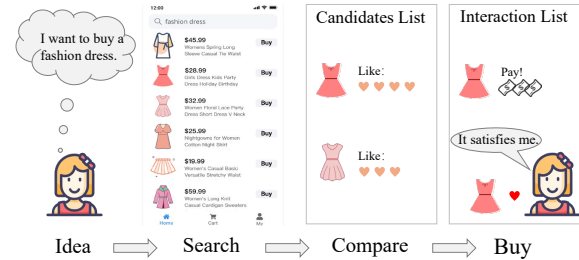 I want to buy a
fashion dress.
12:00
fashion dress
$45.99
Womens Spring Long
Sleeve Casual Tie Waist
Buy
$28.99
Girls Dress Kids Party
Dress Holiday Birthday
Buy
$32.99
Women Floral Lace Party
Dress Short Dress V Neck
Buy
$25.99
Nightgowns for Women
Cotton Night Shirt
Buy
$19.99
Women's Casual Basic
Versatile Stretchy Waist
Buy
$59.99
Women's Long Knit
Casual Cardigan Sweaters
Buy
Home
Cart
My
Candidates List
Like:
Like:
Interaction List
Pay!
It satisfies me.
Idea
Search
Compare
Buy